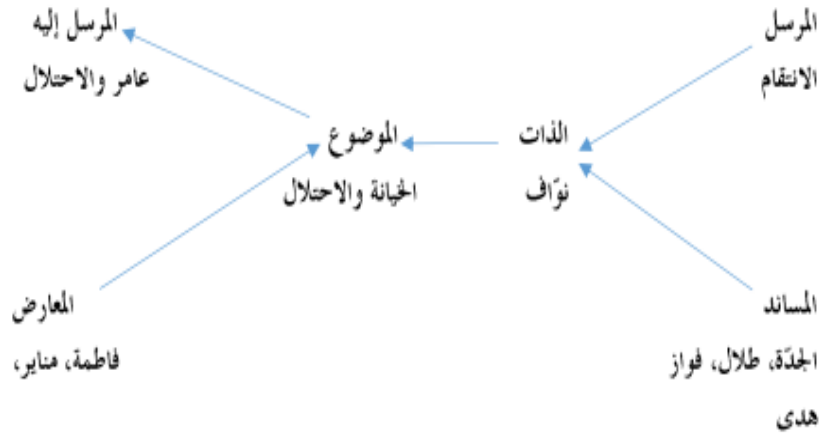 المرسل
الانتقام
المرسل إليه
عامر والاحتلال
الذات
نوّاف
الموضوع
الخيانة والاحتلال
المساند
الجدّة، طلال، فواز
هدى
المعارض
فاطمة، مناير،